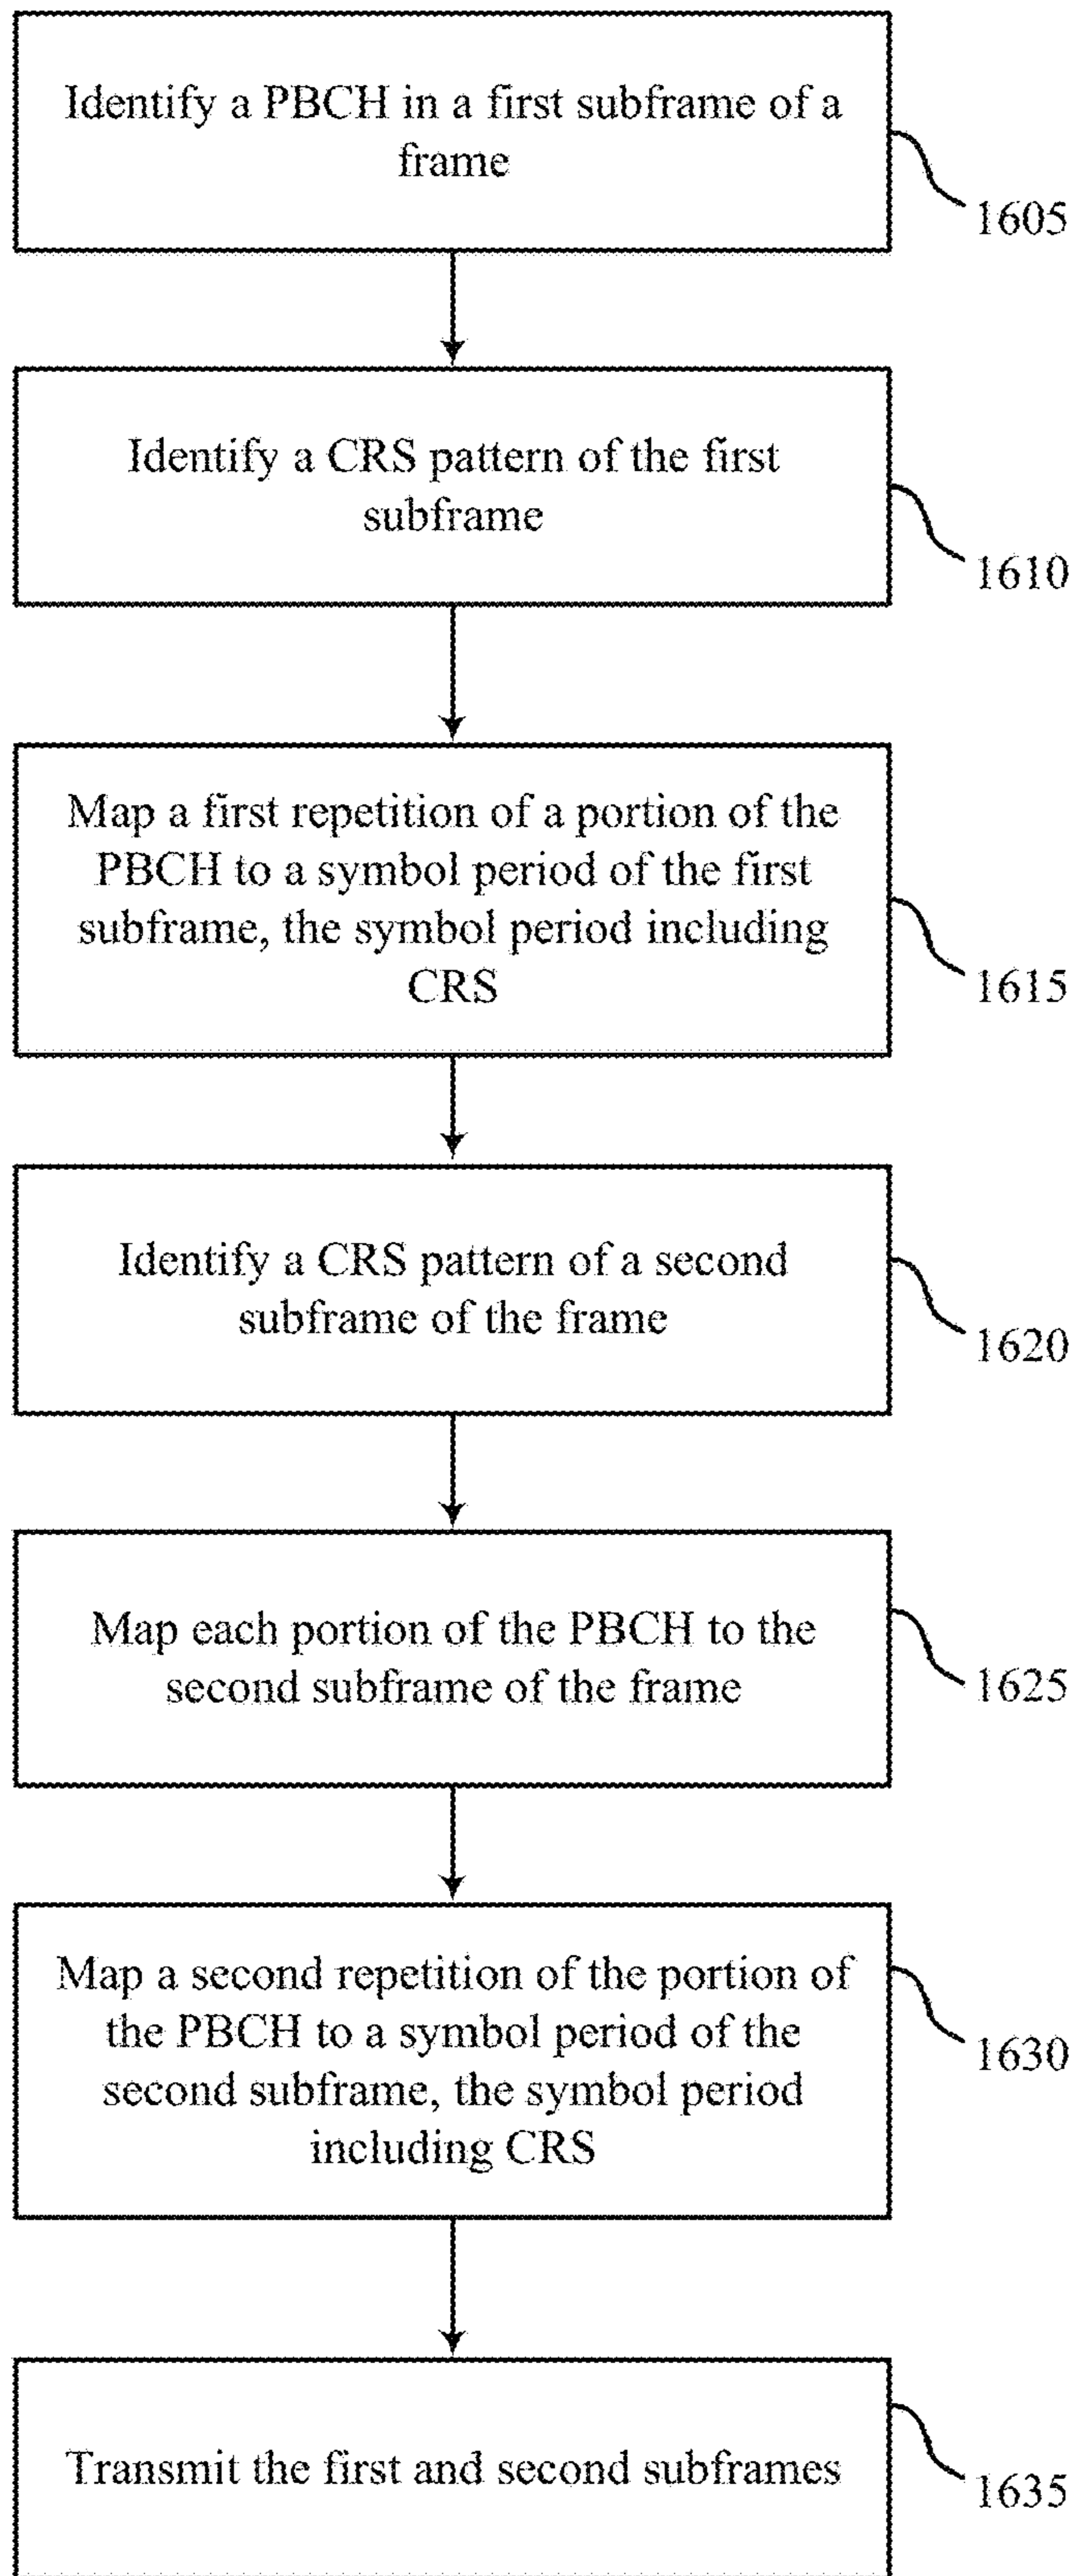 Identify a PBCH in a first subframe of a
frame
1605
Identify a CRS pattern of the first
subframe
1610
Map a first repetition of a portion of the
PBCH to a symbol period of the first
subframe, the symbol period including
CRS
1615
Identify a CRS pattern of a second
subframe of the frame
1620
Map each portion of the PBCH to the
second subframe of the frame
1625
Map a second repetition of the portion of
the PBCH to a symbol period of the
second subframe, the symbol period
including CRS
1630
Transmit the first and second subframes
1635